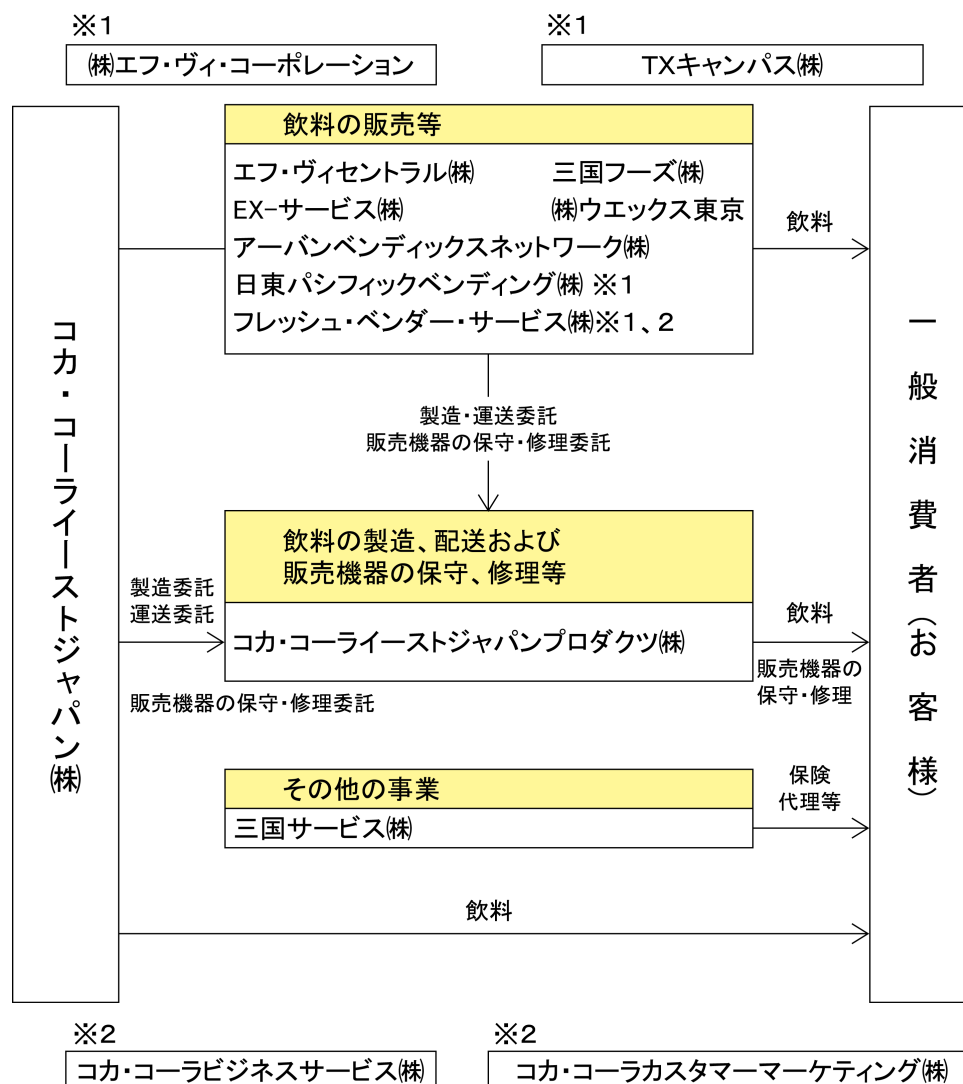 ※1
㈱エフ・ヴィ・コーポレーション
※1
TXキャンパス㈱
コカ・コーライーストジャパン㈱
飲料の販売等
エフ・ヴィセントラル㈱ 三国フーズ㈱
EX-サービス㈱ ㈱ウエックス東京
アーバンベンディックスネットワーク㈱
日東パシフィックベンディング㈱ ※1
フレッシュ・ベンダー・サービス㈱※1、2
飲料
製造・運送委託
販売機器の保守・修理委託
飲料の製造、配送および
販売機器の保守、修理等
コカ・コーライーストジャパンプロダクツ㈱
製造委託
運送委託
販売機器の保守・修理委託
飲料
販売機器の
保守・修理
その他の事業
三国サービス㈱
保険
代理等
飲料
一般消費者(お客様)
※2
コカ・コーラビジネスサービス㈱
※2
コカ・コーラカスタマーマーケティング㈱